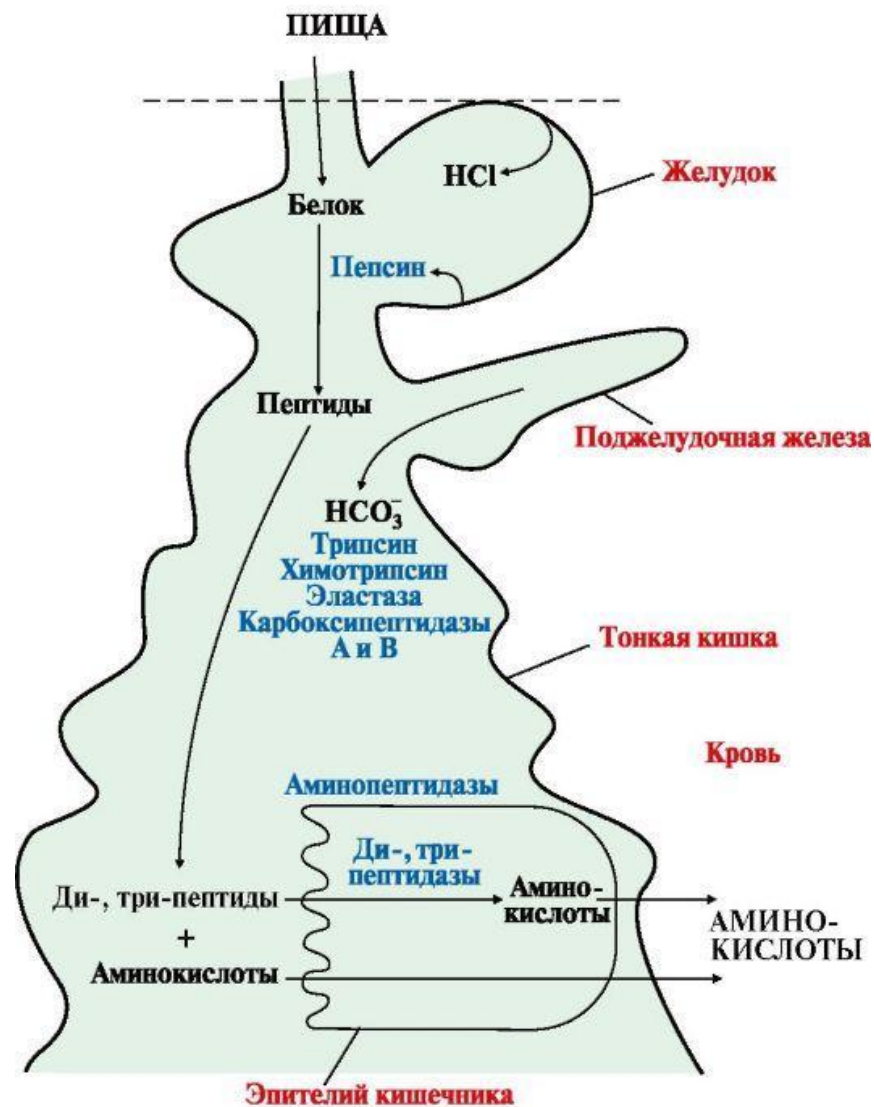 ПИЩА
HCl
Желудок
Белок
Пепсин
Пептиды
Поджелудочная железа
HCO₃⁻
Трипсин
Химотрипсин
Эластаза
Карбоксипептидазы
А и В
Тонкая кишка
Кровь
Аминопептидазы
Ди-, три-
пептидазы
Ди-, три-пептиды
+
Аминокислоты
Амино-
кислоты
АМИНО-
КИСЛОТЫ
Эпителий кишечника